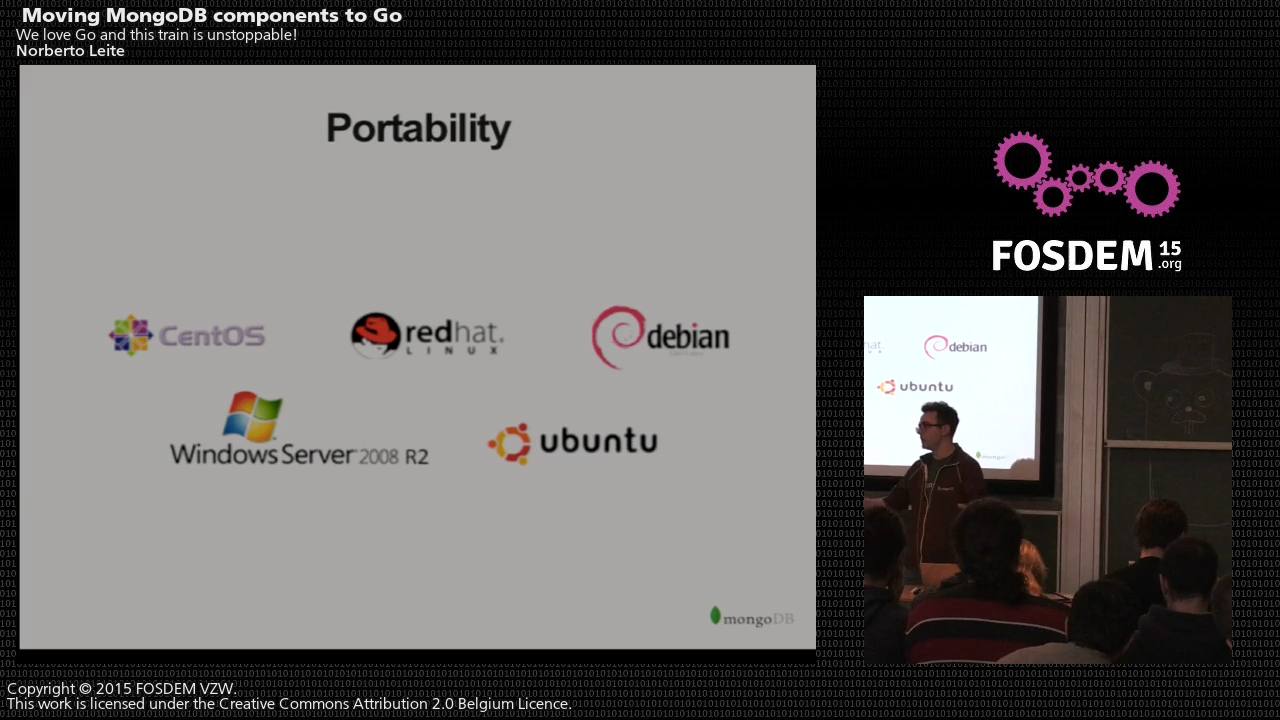 Moving MongoDB components to Go
We love Go and this train is unstoppable!
Norberto Leite
Portability
CentOS
redhat.
LINUX
debian
Windows Server 2008 R2
ubuntu
mongoDB
FOSDEM 15
.org
hat.
debian
ubuntu
mongo
Copyright © 2015 FOSDEM VZW.
This work is licensed under the Creative Commons Attribution 2.0 Belgium Licence.